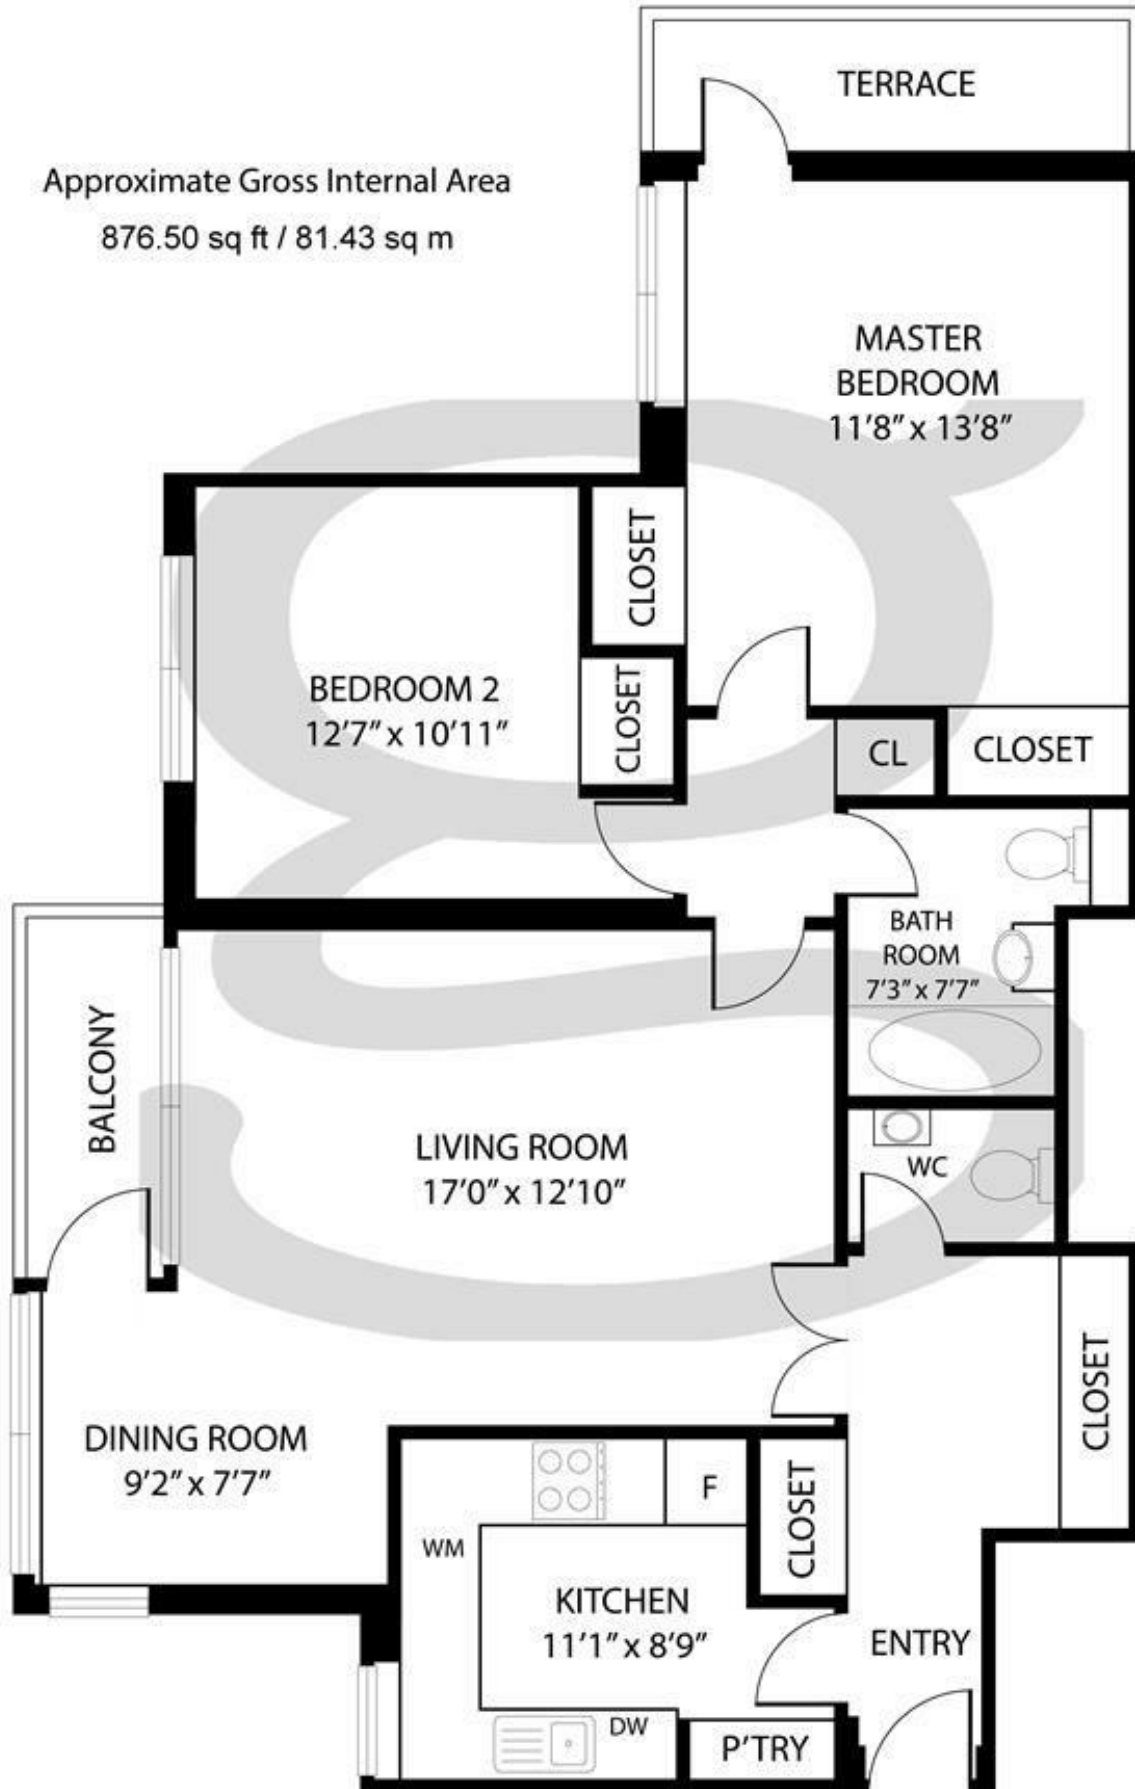 TERRACE
Approximate Gross Internal Area
876.50 sq ft / 81.43 sq m
MASTER
BEDROOM
11'8" x 13'8"
CLOSET
BEDROOM 2
12'7" x 10'11"
CLOSET
CL
CLOSET
BATH
ROOM
7'3" x 7'7"
BALCONY
LIVING ROOM
17'0" x 12'10"
WC
CLOSET
DINING ROOM
9'2" x 7'7"
F
CLOSET
WM
KITCHEN
11'1" x 8'9"
ENTRY
DW
P'TRY